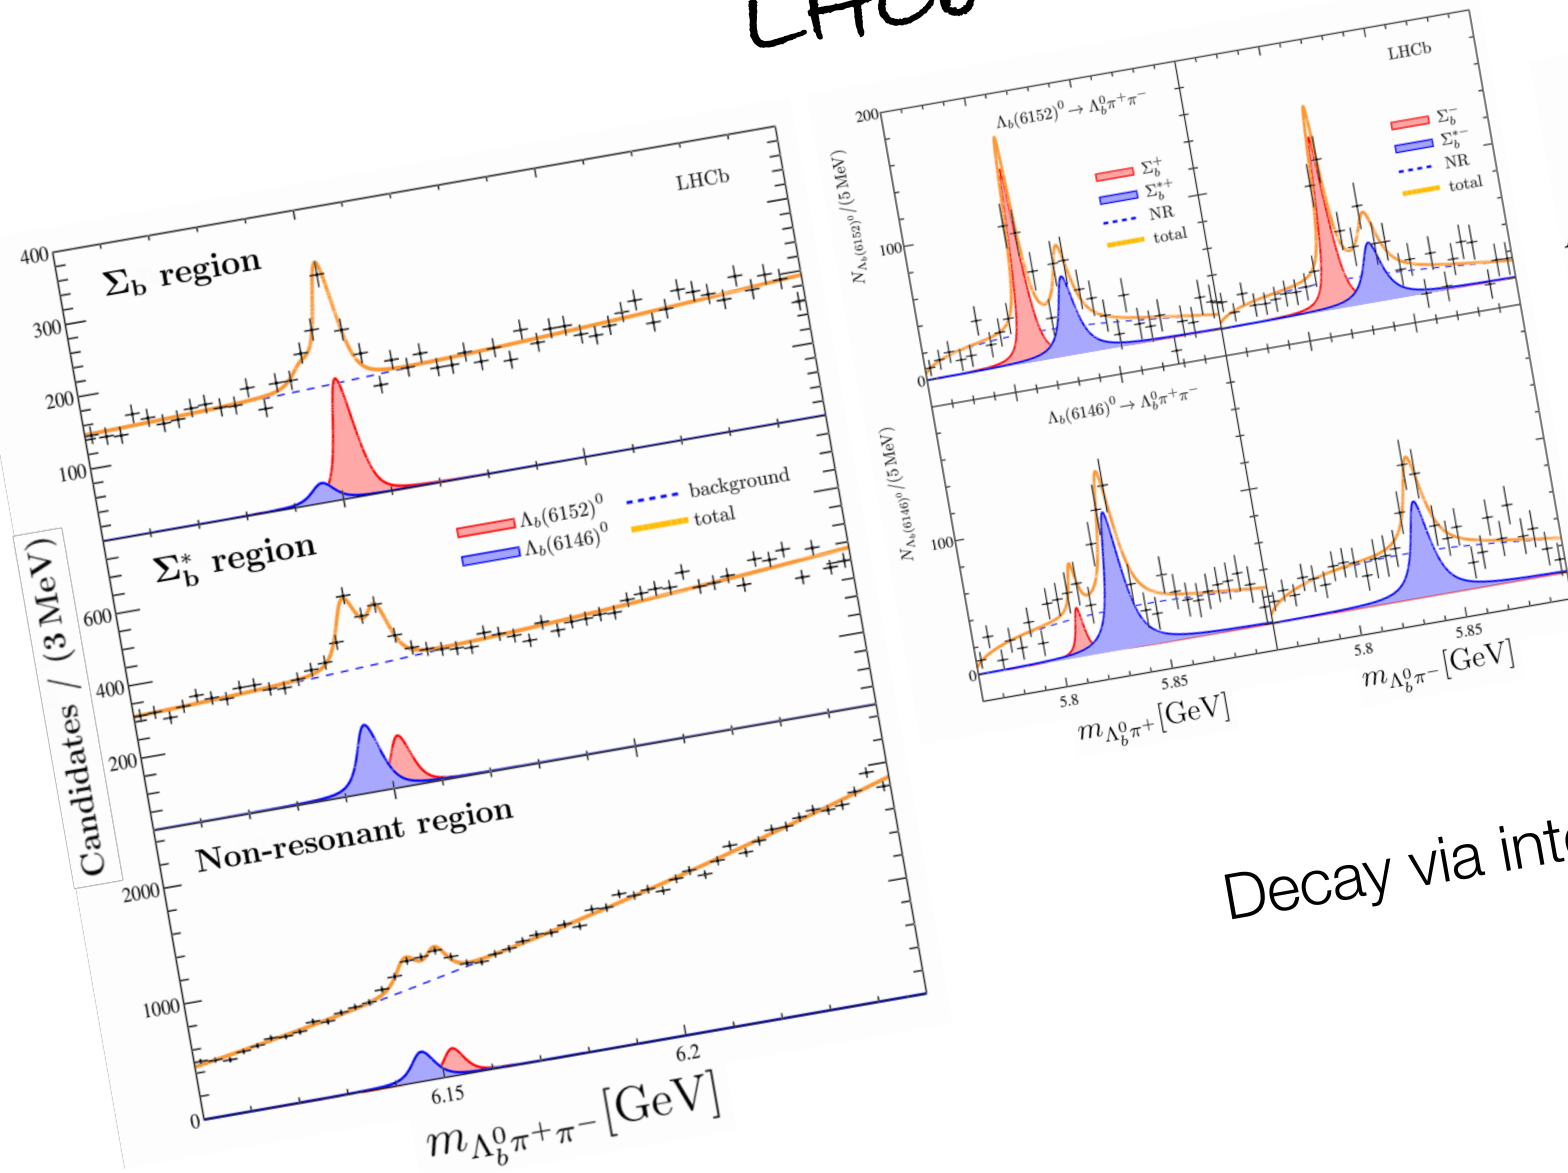 LHCb
LHCb
Σb region
400
300
200
100
Λb(6152)⁰
Λb(6146)⁰
background
total
Σb* region
600
400
200
Non-resonant region
2000
1000
0
6.15
6.2
Candidates / (3 MeV)
mΛb⁰π⁺π⁻ [GeV]
LHCb
Λb(6152)⁰ → Λb⁰π⁺π⁻
200
100
0
NΛb(6152)⁰/(5 MeV)
Σb⁺
Σb*⁺
NR
total
Σb⁻
Σb*⁻
NR
total
Λb(6146)⁰ → Λb⁰π⁺π⁻
100
0
NΛb(6146)⁰/(5 MeV)
5.8
5.85
5.8
5.85
mΛb⁰π⁺ [GeV]
mΛb⁰π⁻ [GeV]
Decay via